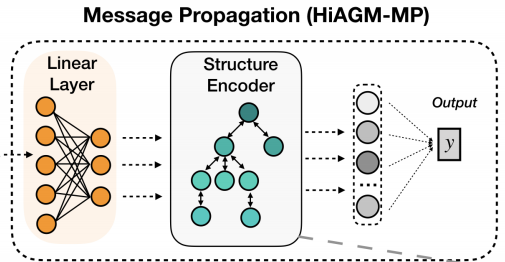 Message Propagation (HiAGM-MP)
Linear
Layer
Structure
Encoder
Output
y